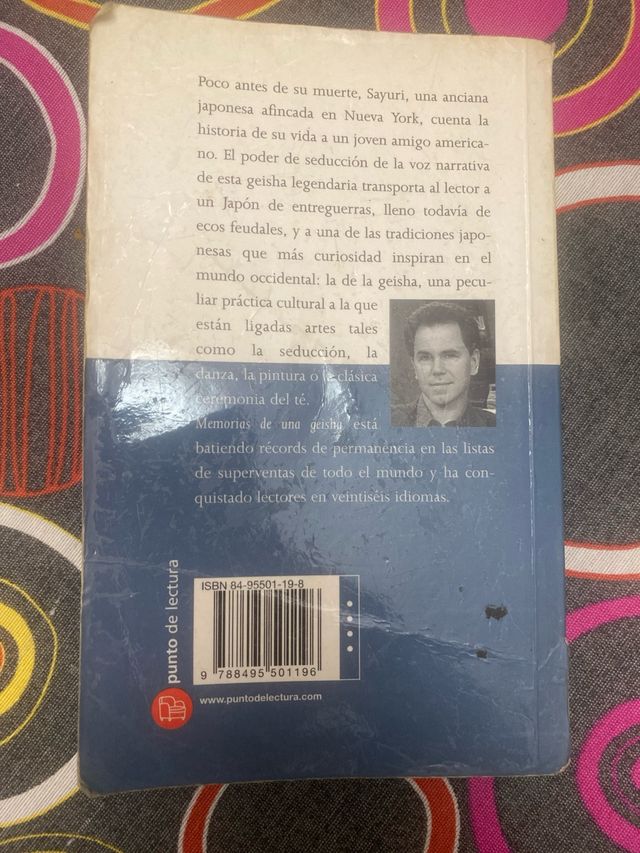 Poco antes de su muerte, Sayuri, una anciana
japonesa afincada en Nueva York, cuenta la
historia de su vida a un joven amigo america-
no. El poder de seducción de la voz narrativa
de esta geisha legendaria transporta al lector a
un Japón de entreguerras, lleno todavía de
ecos feudales, y a una de las tradiciones japo-
nesas que más curiosidad inspiran en el
mundo occidental: la de la geisha, una pecu-
liar práctica cultural a la que
están ligadas artes tales
como la seducción, la
danza, la pintura o la clásica
ceremonia del té.
Memorias de una geisha está
batiendo récords de permanencia en las listas
de superventas de todo el mundo y ha con-
quistado lectores en veintiséis idiomas.
punto de lectura
ISBN 84-95501-19-8
9 788495 501196
www.puntodelectura.com